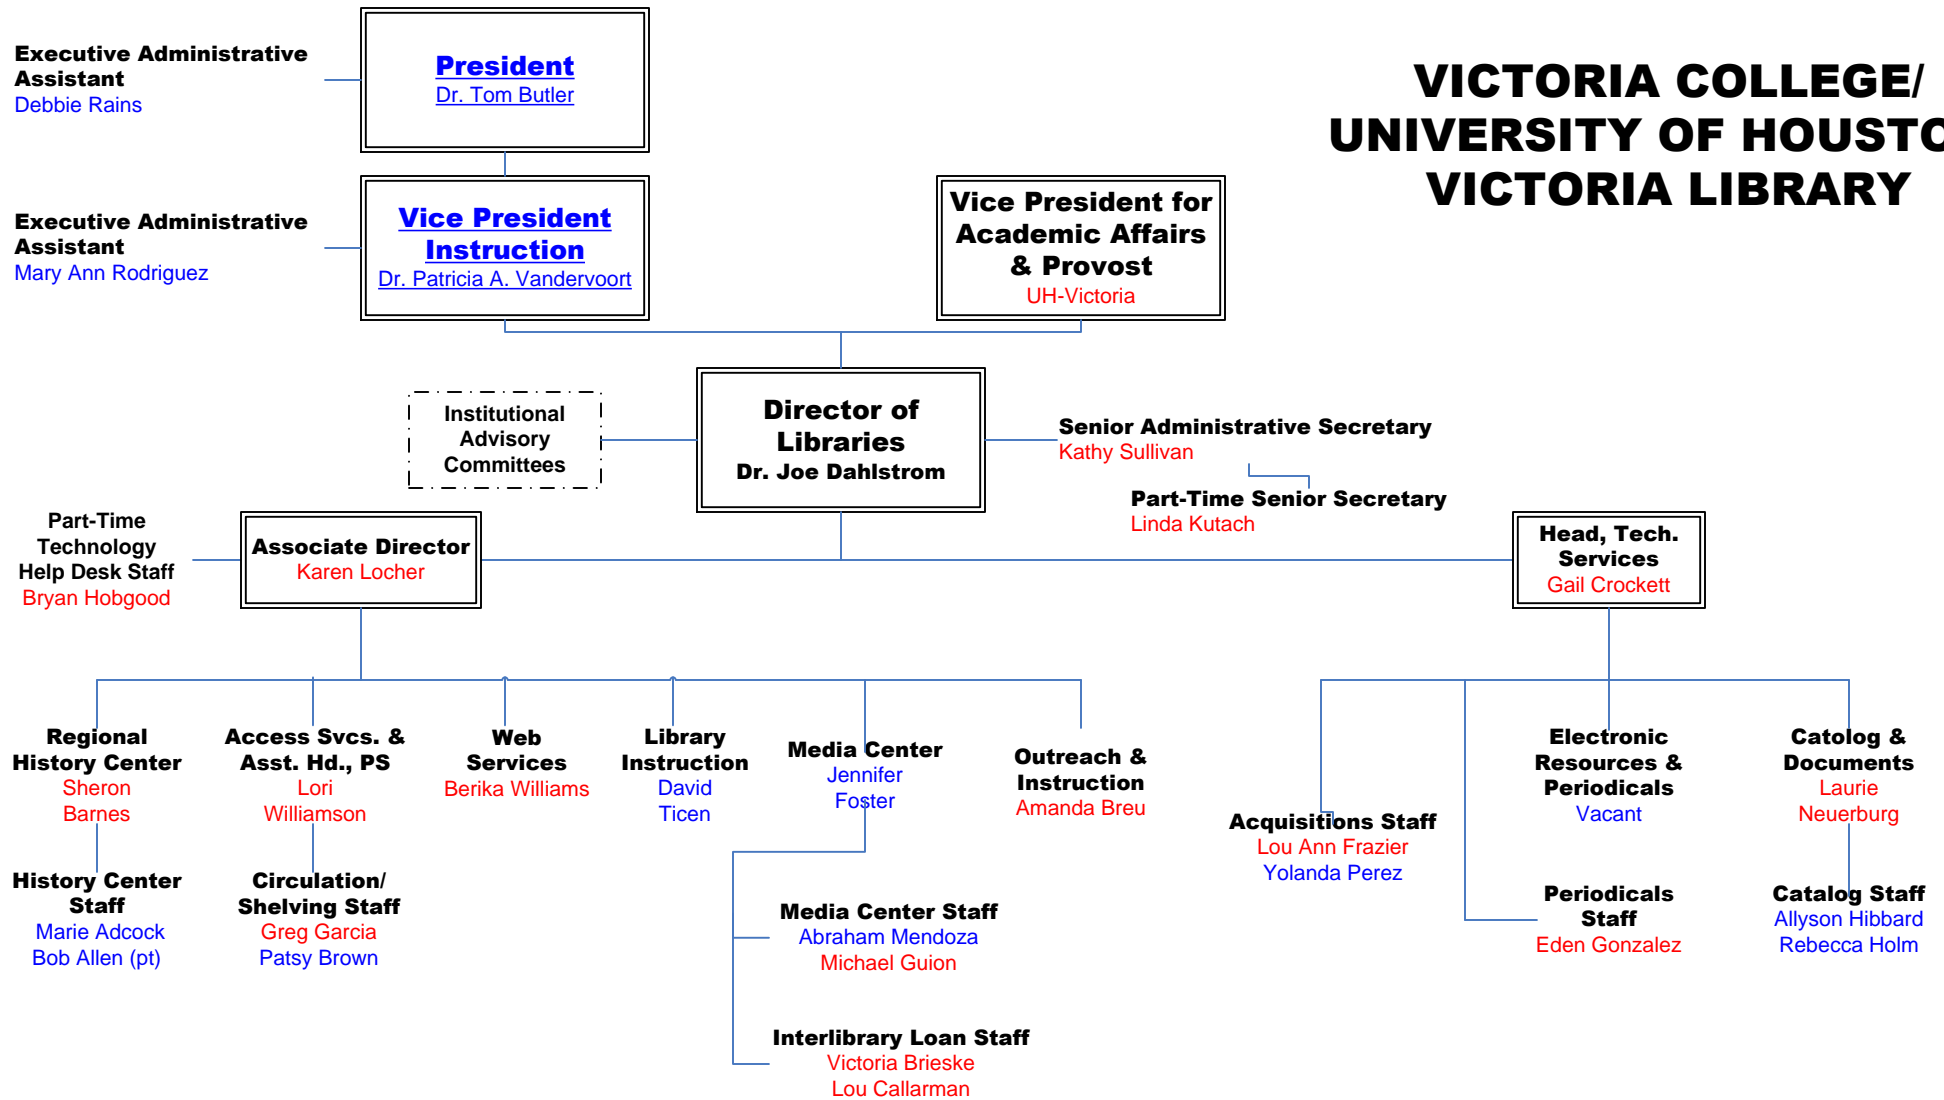 Executive Administrative
Assistant
Debbie Rains
President
Dr. Tom Butler
VICTORIA COLLEGE/
UNIVERSITY OF HOUSTO
VICTORIA LIBRARY
Executive Administrative
Assistant
Mary Ann Rodriguez
Vice President
Instruction
Dr. Patricia A. Vandervoort
Vice President for
Academic Affairs
& Provost
UH-Victoria
Institutional
Advisory
Committees
Director of
Libraries
Dr. Joe Dahlstrom
Senior Administrative Secretary
Kathy Sullivan
Part-Time Senior Secretary
Linda Kutach
Part-Time
Technology
Help Desk Staff
Bryan Hobgood
Associate Director
Karen Locher
Head, Tech.
Services
Gail Crockett
Regional
History Center
Sheron
Barnes
Access Svcs. &
Asst. Hd., PS
Lori
Williamson
Web
Services
Berika Williams
Library
Instruction
David
Ticen
Media Center
Jennifer
Foster
Outreach &
Instruction
Amanda Breu
Acquisitions Staff
Lou Ann Frazier
Yolanda Perez
Electronic
Resources &
Periodicals
Vacant
Catolog &
Documents
Laurie
Neuerburg
History Center
Staff
Marie Adcock
Bob Allen (pt)
Circulation/
Shelving Staff
Greg Garcia
Patsy Brown
Media Center Staff
Abraham Mendoza
Michael Guion
Periodicals
Staff
Eden Gonzalez
Catalog Staff
Allyson Hibbard
Rebecca Holm
Interlibrary Loan Staff
Victoria Brieske
Lou Callarman